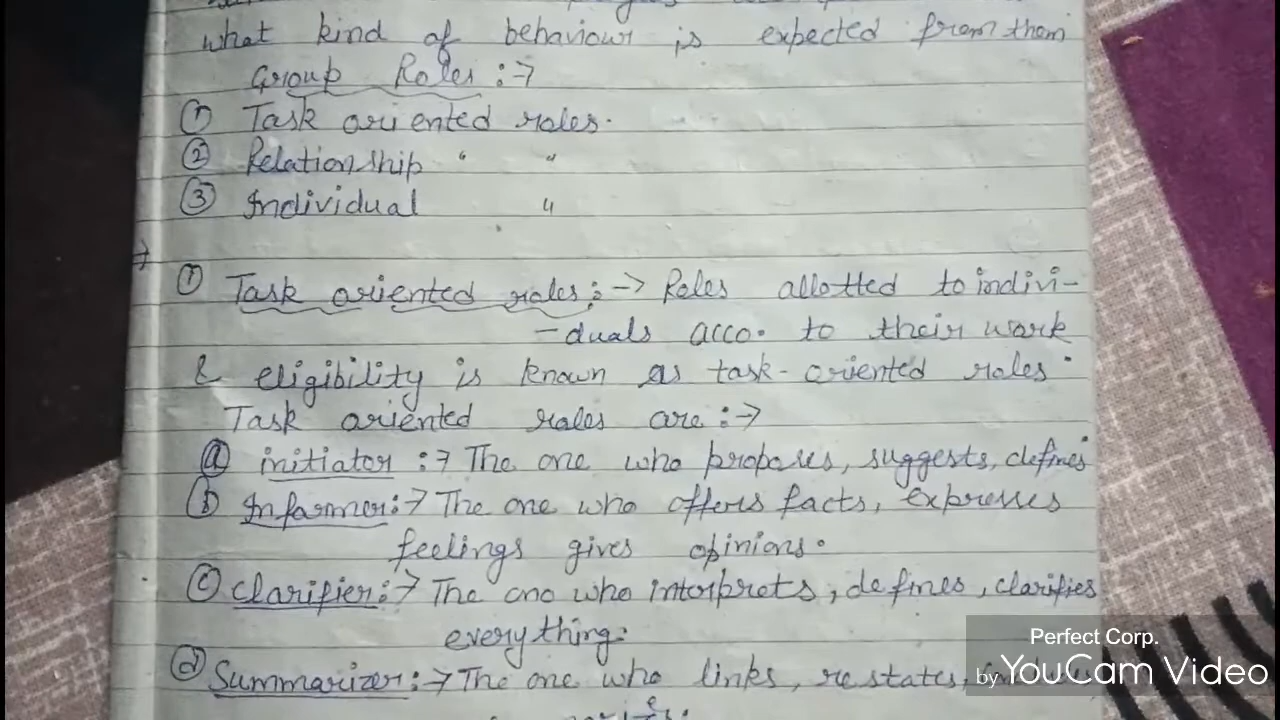 what kind of behaviour is expected from them
Group Roles :→
① Task oriented roles.
② Relationship " "
③ Individual "
→
① Task oriented roles :→ Roles allotted to indivi-
-duals acco. to their work
& eligibility is known as task-oriented roles.
Task oriented roles are :→
ⓐ initiator :→ The one who proposes, suggests, defines
ⓑ Informer :→ The one who offers facts, expresses
feelings gives opinions.
ⓒ Clarifier :→ The one who interprets, defines, clarifies
everything.
ⓓ Summarizer :→ The one who links, restates,
Perfect Corp.
by YouCam Video